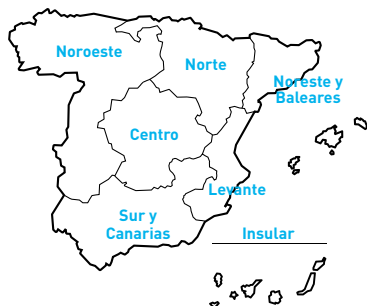 Noroeste
Norte
Noreste y
Baleares
Centro
Levante
Sur y
Canarias
Insular